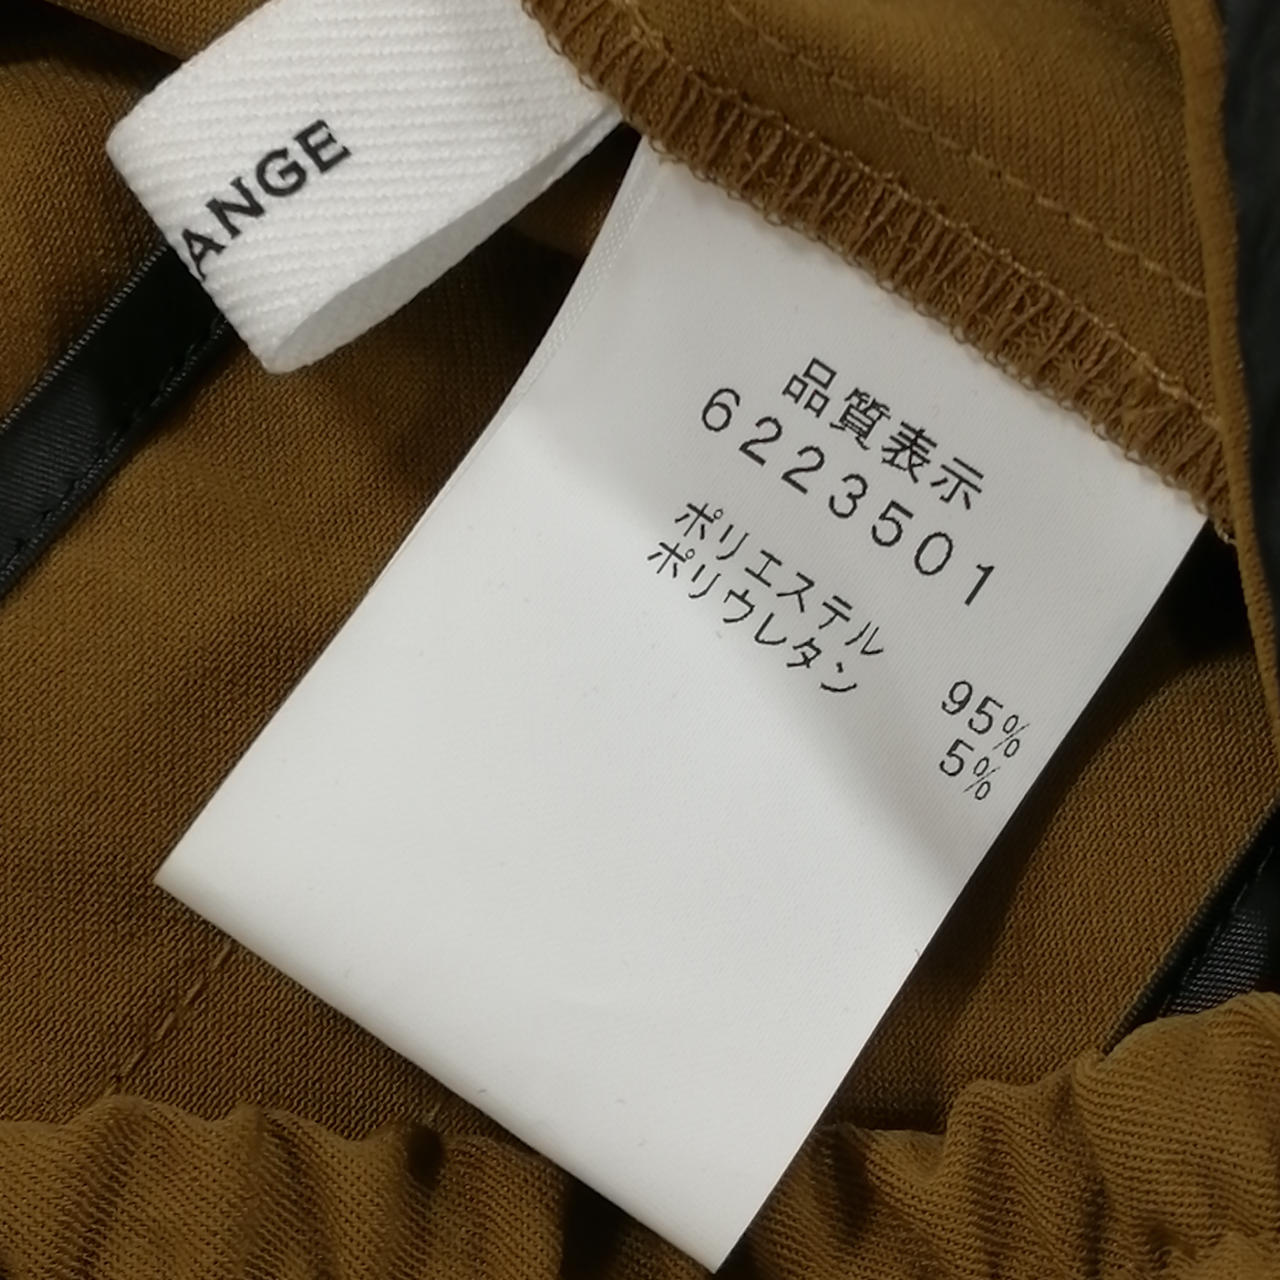 ANGE
品質表示
6223501
ポリエステル 95%
ポリウレタン 5%